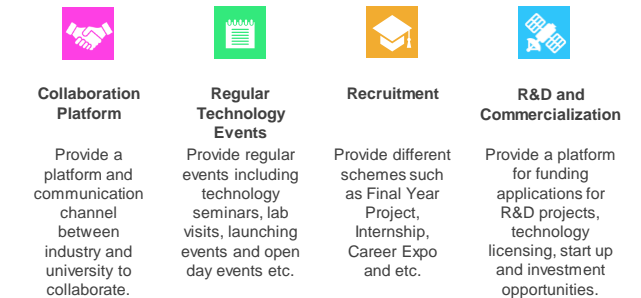 Collaboration
Platform
Provide a
platform and
communication
channel
between
industry and
university to
collaborate.
Regular
Technology
Events
Provide regular
events including
technology
seminars, lab
visits, launching
events and open
day events etc.
Recruitment
Provide different
schemes such
as Final Year
Project,
Internship,
Career Expo
and etc.
R&D and
Commercialization
Provide a platform
for funding
applications for
R&D projects,
technology
licensing, start up
and investment
opportunities.